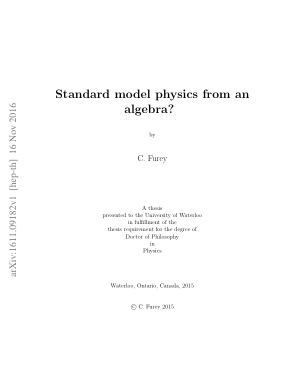 Standard model physics from an
algebra?
by
C. Furey
A thesis
presented to the University of Waterloo
in fulfillment of the
thesis requirement for the degree of
Doctor of Philosophy
in
Physics
Waterloo, Ontario, Canada, 2015
© C. Furey 2015
arXiv:1611.09182v1 [hep-th] 16 Nov 2016